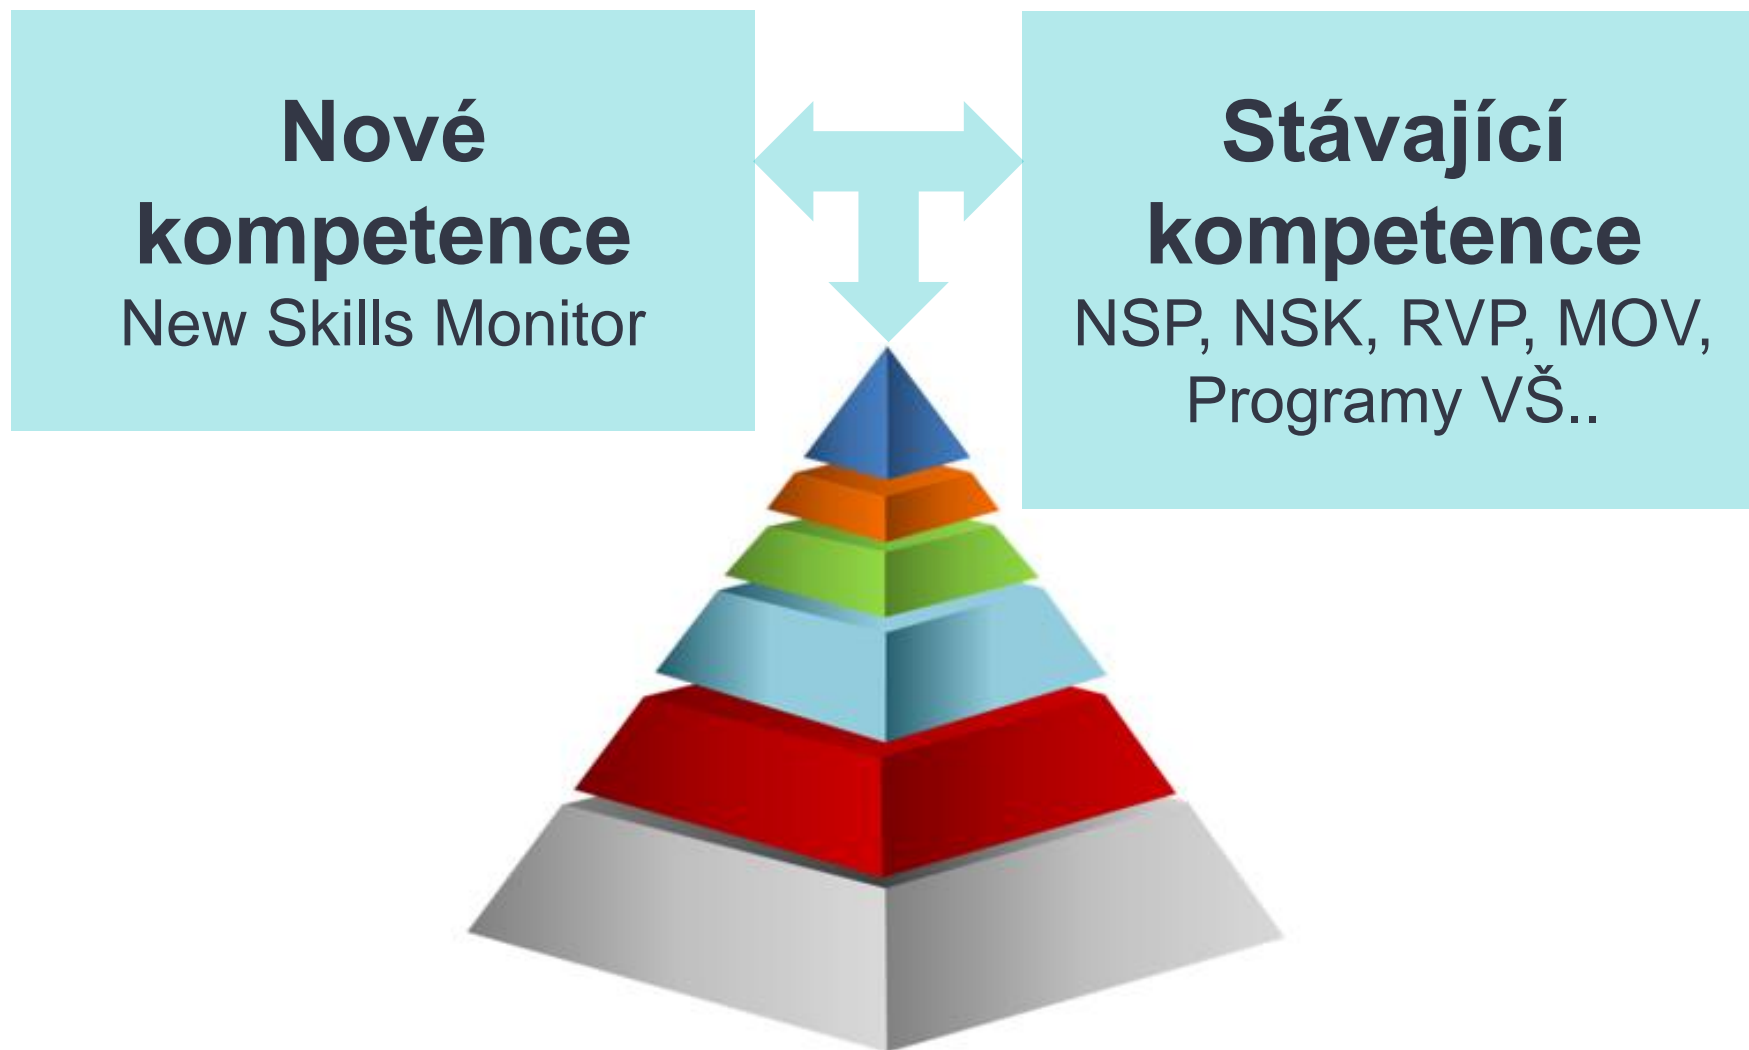 Nové
kompetence
New Skills Monitor
Stávající
kompetence
NSP, NSK, RVP, MOV,
Programy VŠ..